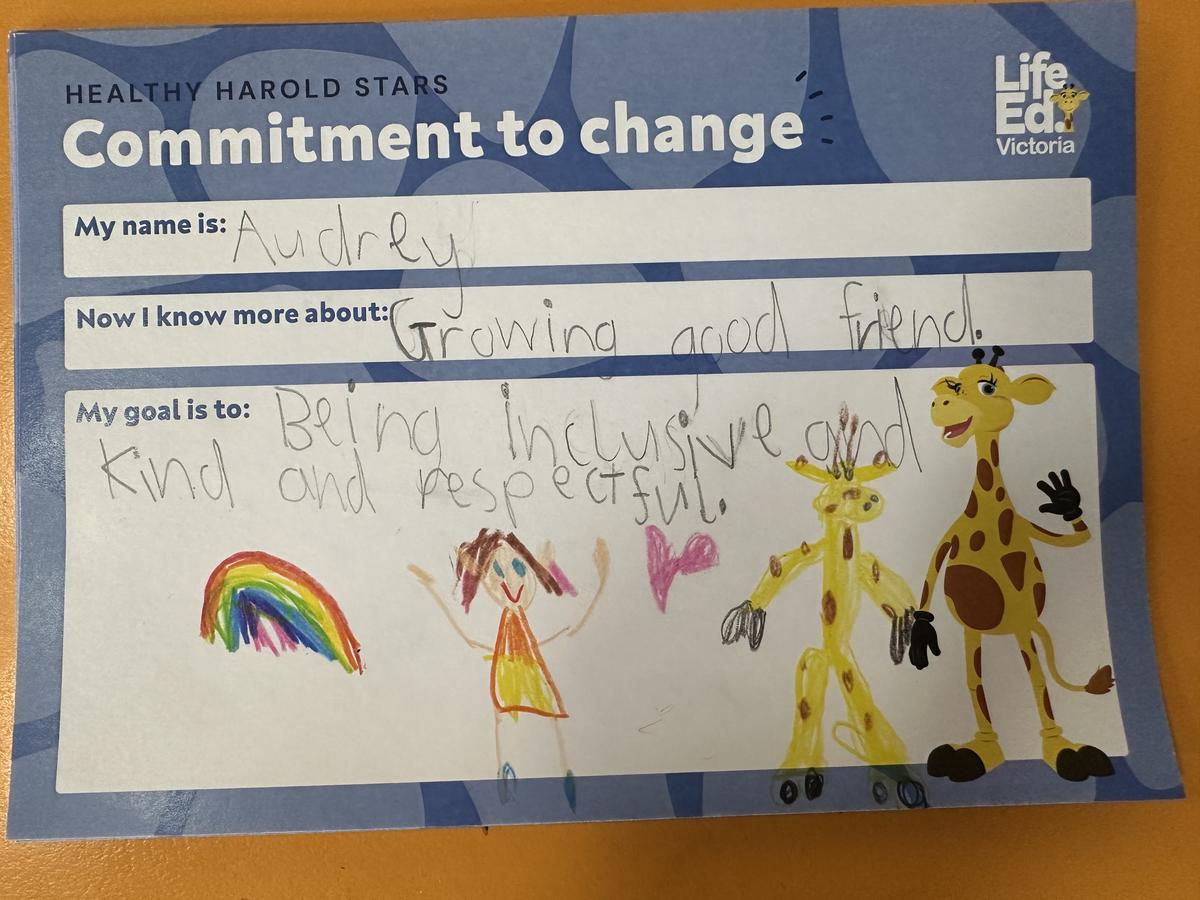 HEALTHY HAROLD STARS
Commitment to change
Life
Ed.
Victoria
My name is: Audrey
Now I know more about: Growing good friend.
My goal is to: Being inclusive and
Kind and respectful.